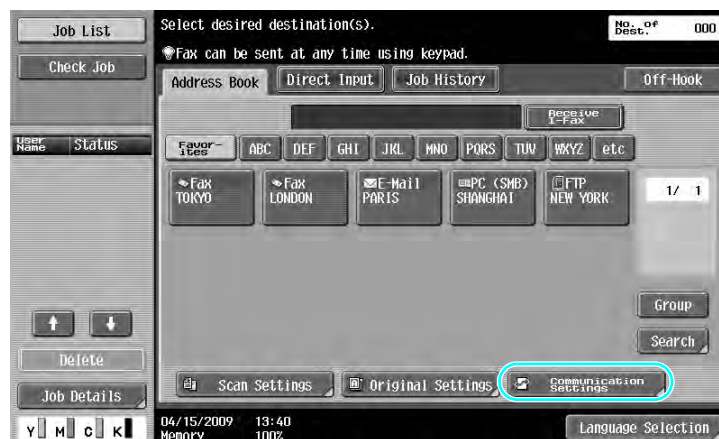 Job List
Check Job
User Name
Status
Delete
Job Details
Y M C K
Select desired destination(s).
Fax can be sent at any time using keypad.
No. of Dest.
000
Address Book
Direct Input
Job History
Off-Hook
Receive I-Fax
Favor-ites
ABC
DEF
GHI
JKL
MNO
PQRS
TUV
WXYZ
etc
Fax
TOKYO
Fax
LONDON
E-Mail
PARIS
PC (SMB)
SHANGHAI
FTP
NEW YORK
1/ 1
Group
Search
Scan Settings
Original Settings
Communication Settings
04/15/2009 13:40
Memory 100%
Language Selection